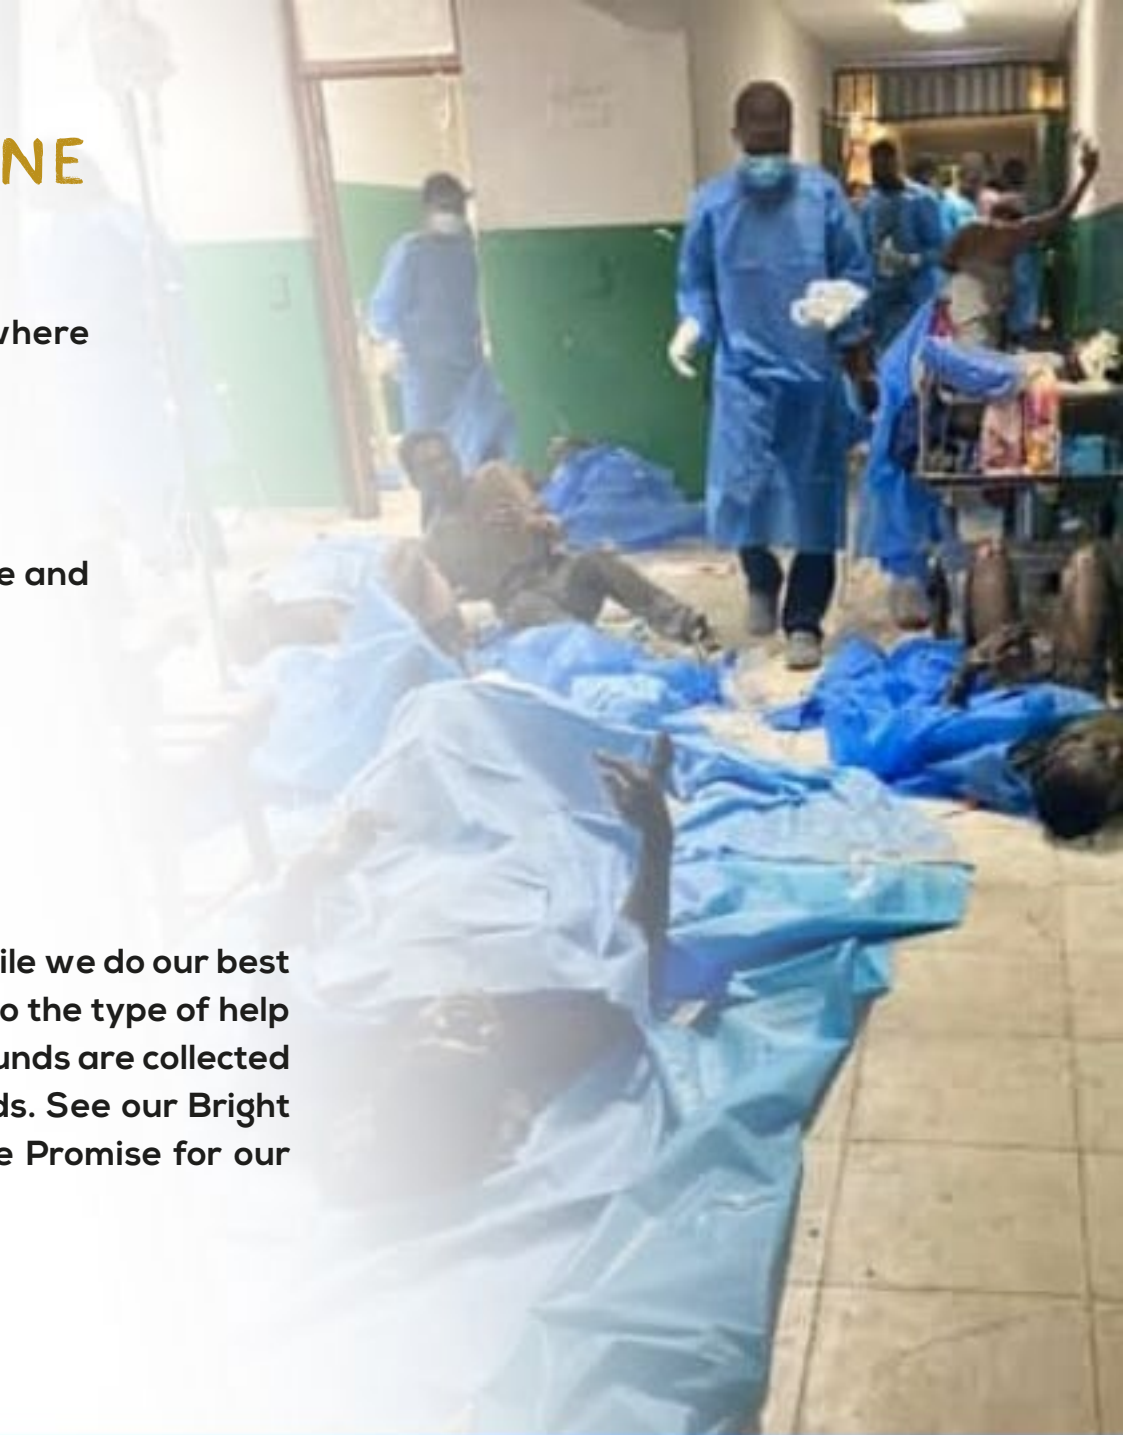 NE
where
e and
ile we do our best
o the type of help
unds are collected
ds. See our Bright
e Promise for our